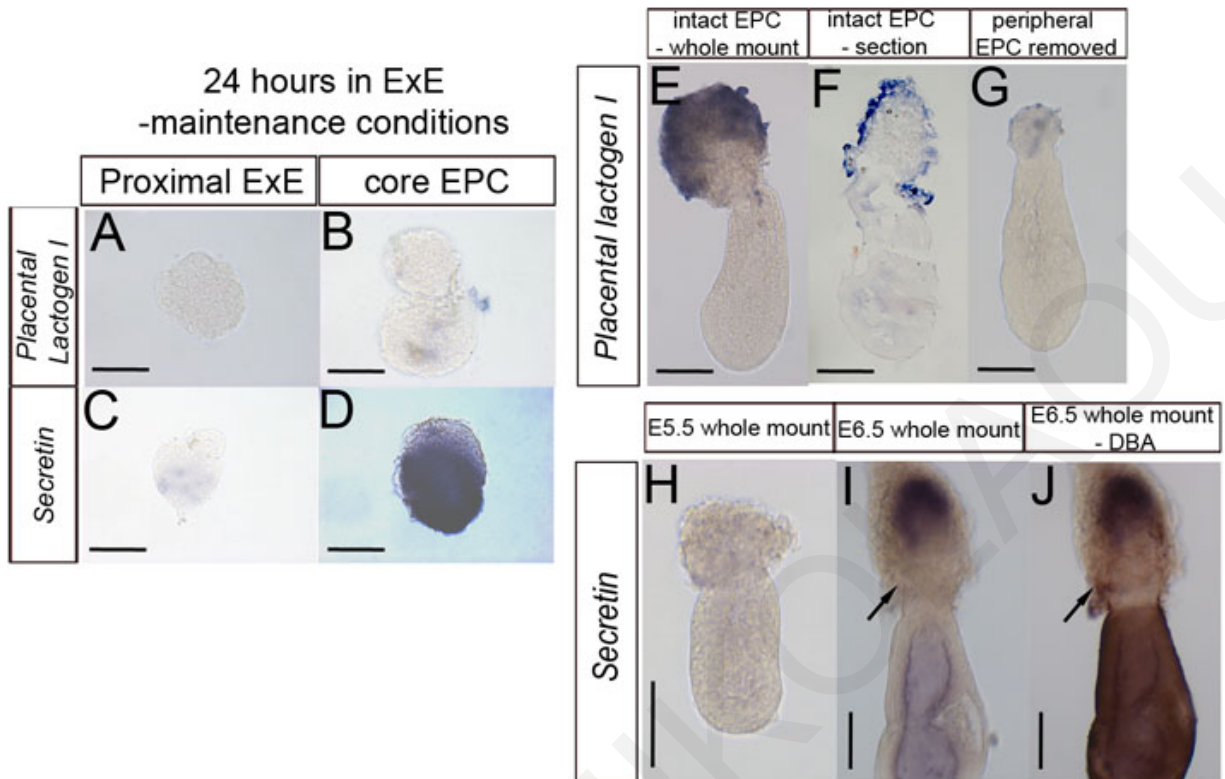 24 hours in ExE
-maintenance conditions
Proximal ExE
core EPC
Placental
Lactogen I
A
B
Secretin
C
D
intact EPC
- whole mount
intact EPC
- section
peripheral
EPC removed
Placental lactogen I
E
F
G
E5.5 whole mount
E6.5 whole mount
E6.5 whole mount
- DBA
Secretin
H
I
J